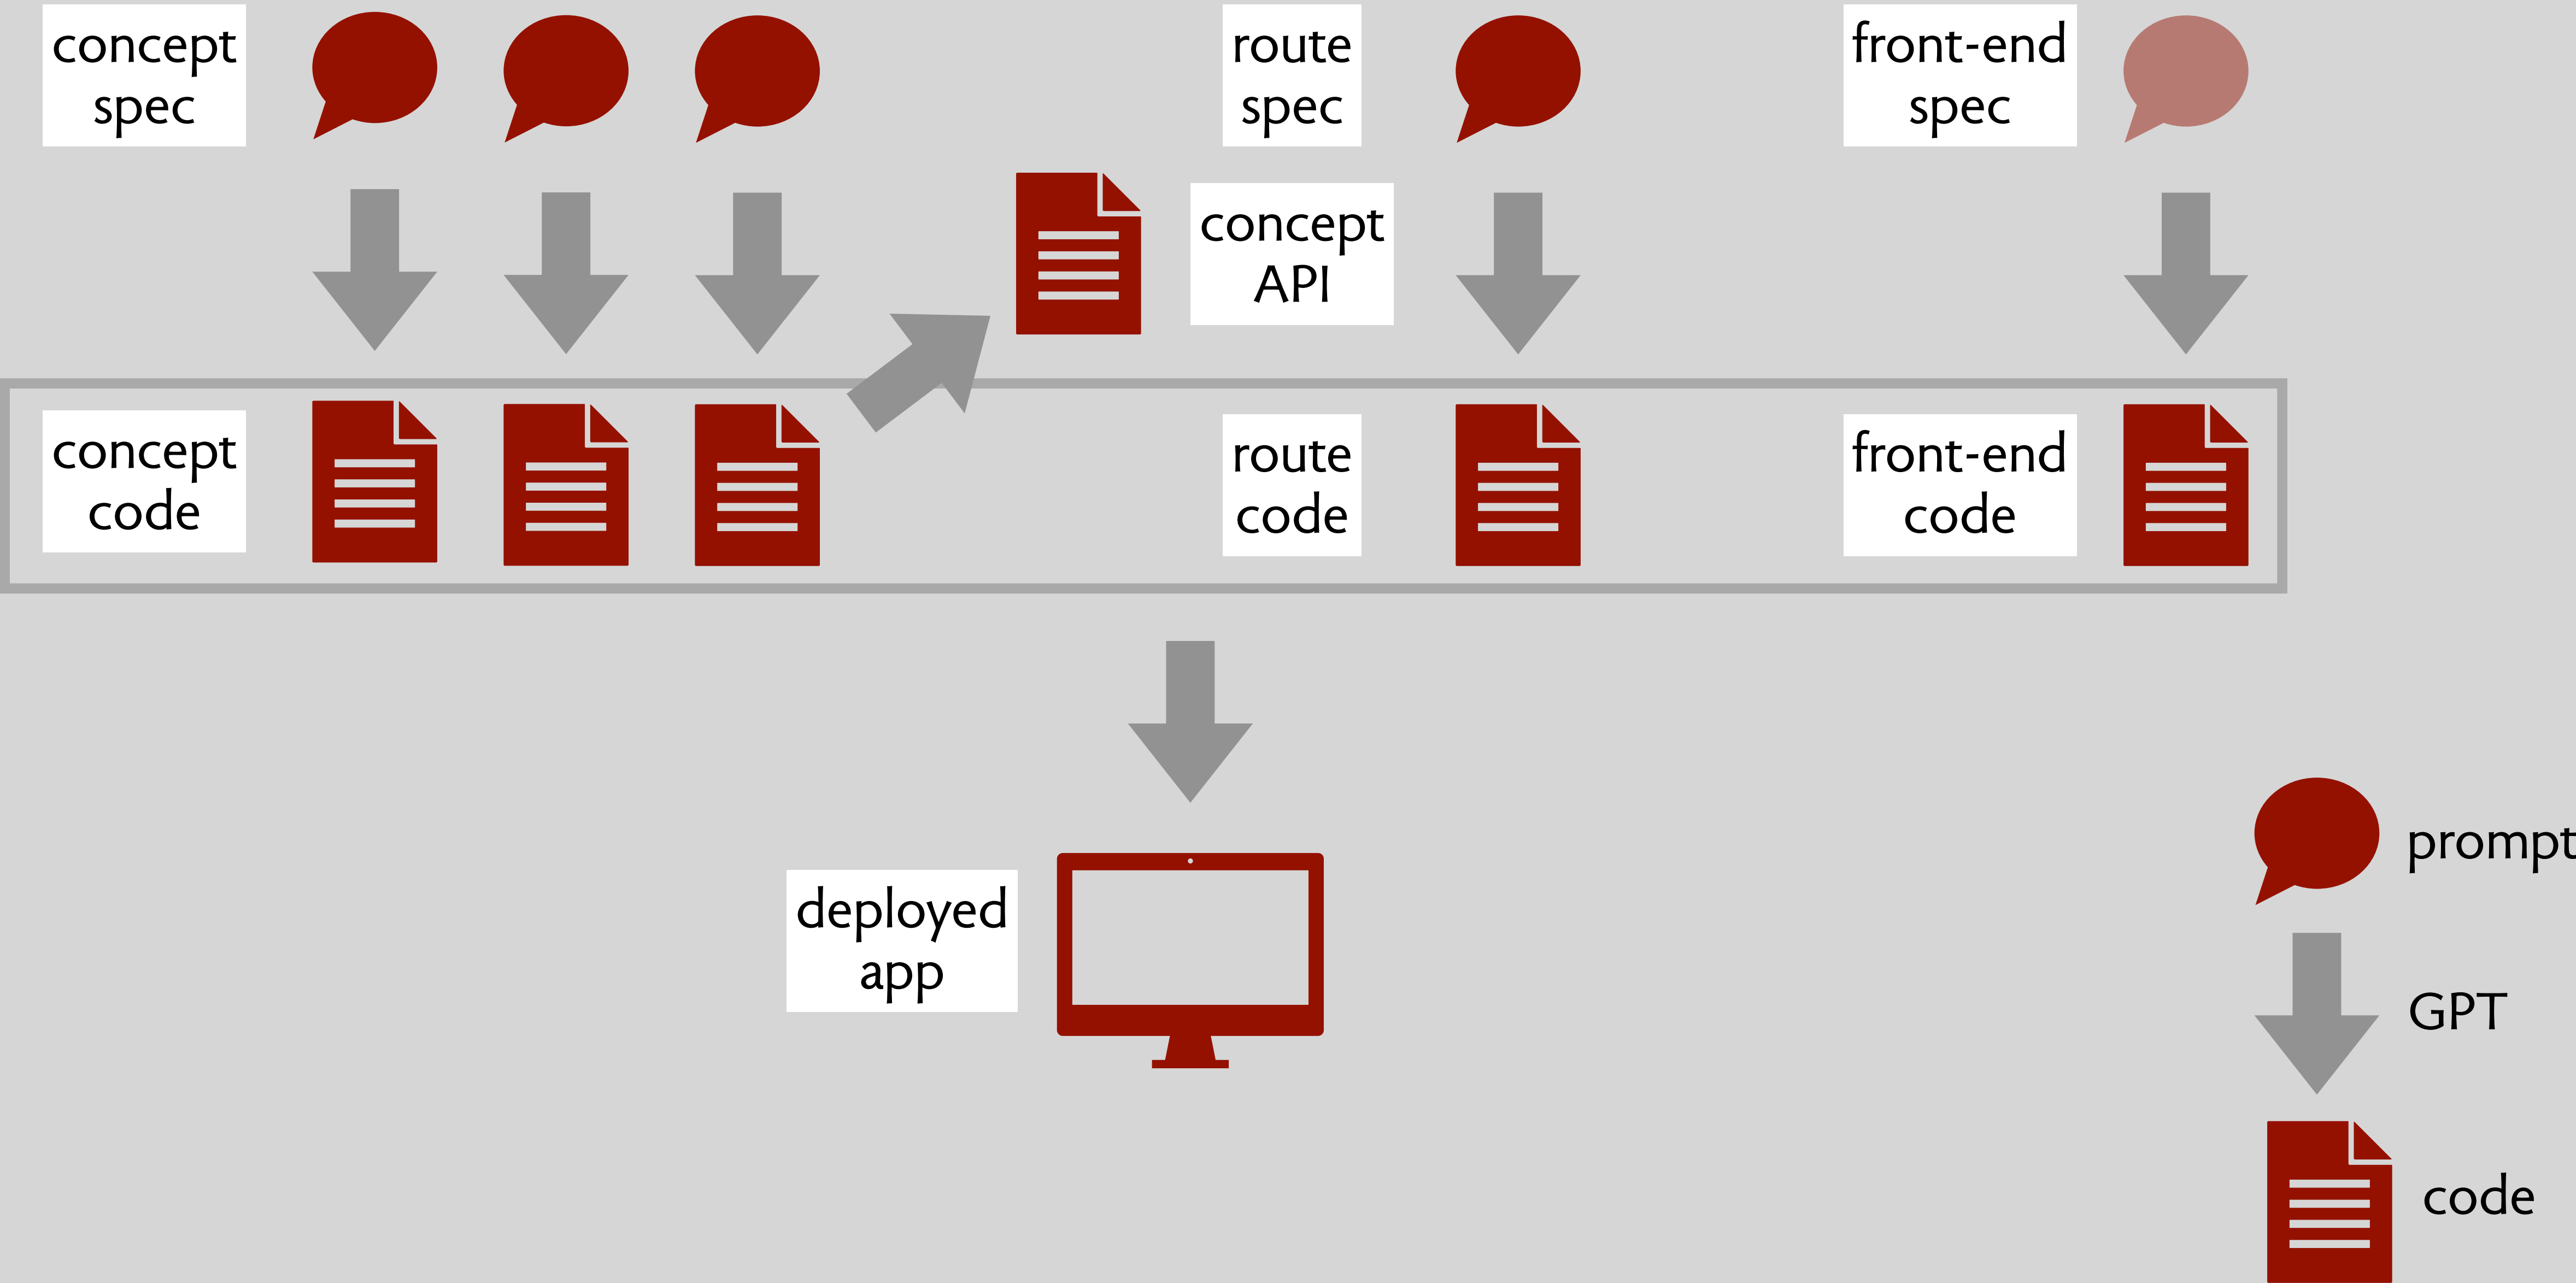 concept
spec
route
spec
front-end
spec
concept
API
concept
code
route
code
front-end
code
deployed
app
prompt
GPT
code